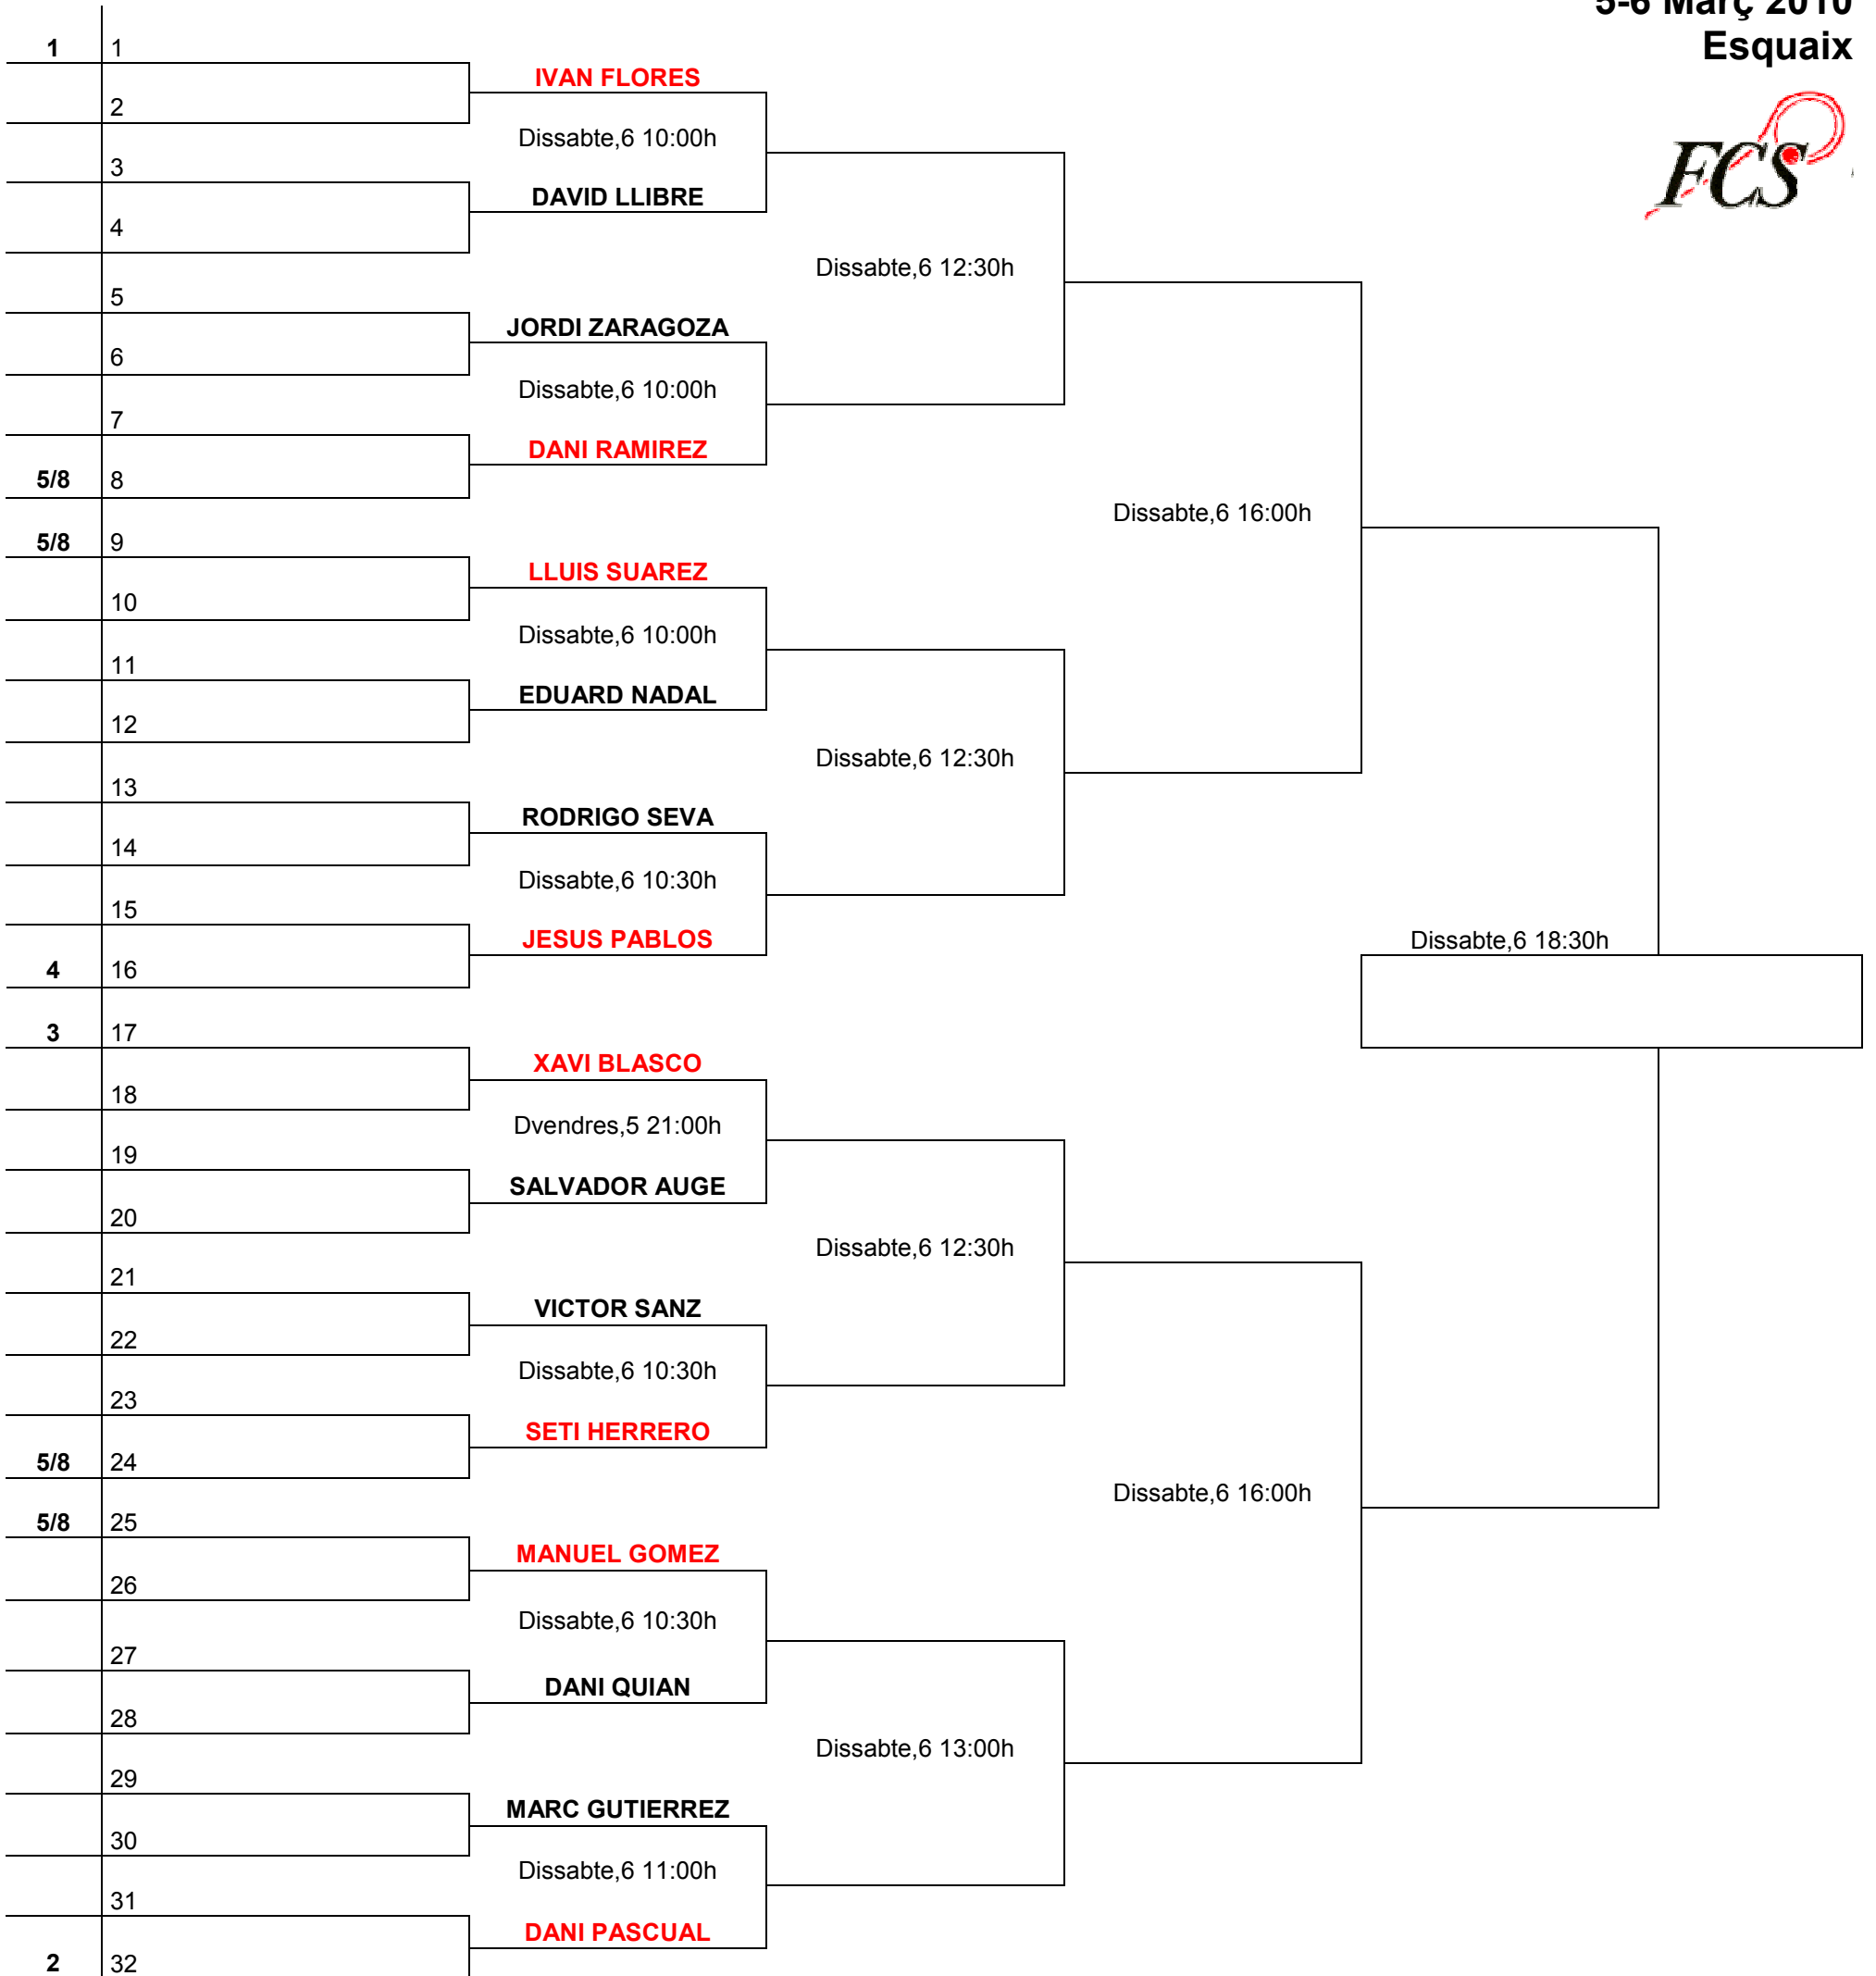 5-6 Març 2010
Esquaix
FCS
1 1
IVAN FLORES
2
Dissabte,6 10:00h
3
DAVID LLIBRE
4
Dissabte,6 12:30h
5
JORDI ZARAGOZA
6
Dissabte,6 10:00h
7
DANI RAMIREZ
5/8 8
Dissabte,6 16:00h
5/8 9
LLUIS SUAREZ
10
Dissabte,6 10:00h
11
EDUARD NADAL
12
Dissabte,6 12:30h
13
RODRIGO SEVA
14
Dissabte,6 10:30h
15
JESUS PABLOS
Dissabte,6 18:30h
4 16
3 17
XAVI BLASCO
18
Dvendres,5 21:00h
19
SALVADOR AUGE
20
Dissabte,6 12:30h
21
VICTOR SANZ
22
Dissabte,6 10:30h
23
SETI HERRERO
5/8 24
Dissabte,6 16:00h
5/8 25
MANUEL GOMEZ
26
Dissabte,6 10:30h
27
DANI QUIAN
28
Dissabte,6 13:00h
29
MARC GUTIERREZ
30
Dissabte,6 11:00h
31
DANI PASCUAL
2 32